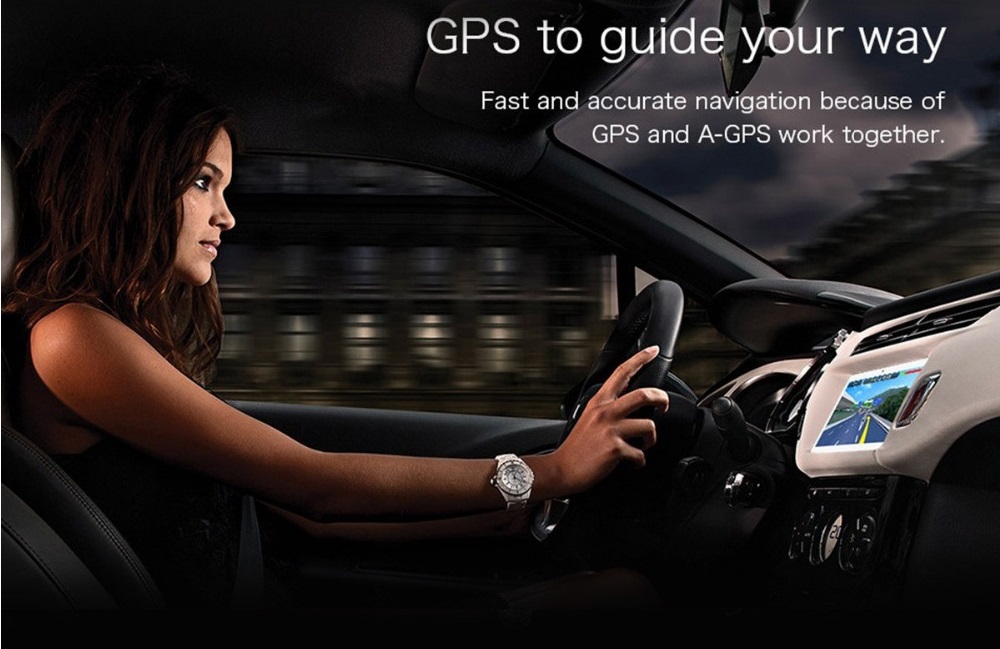 GPS to guide your way
Fast and accurate navigation because of
GPS and A-GPS work together.